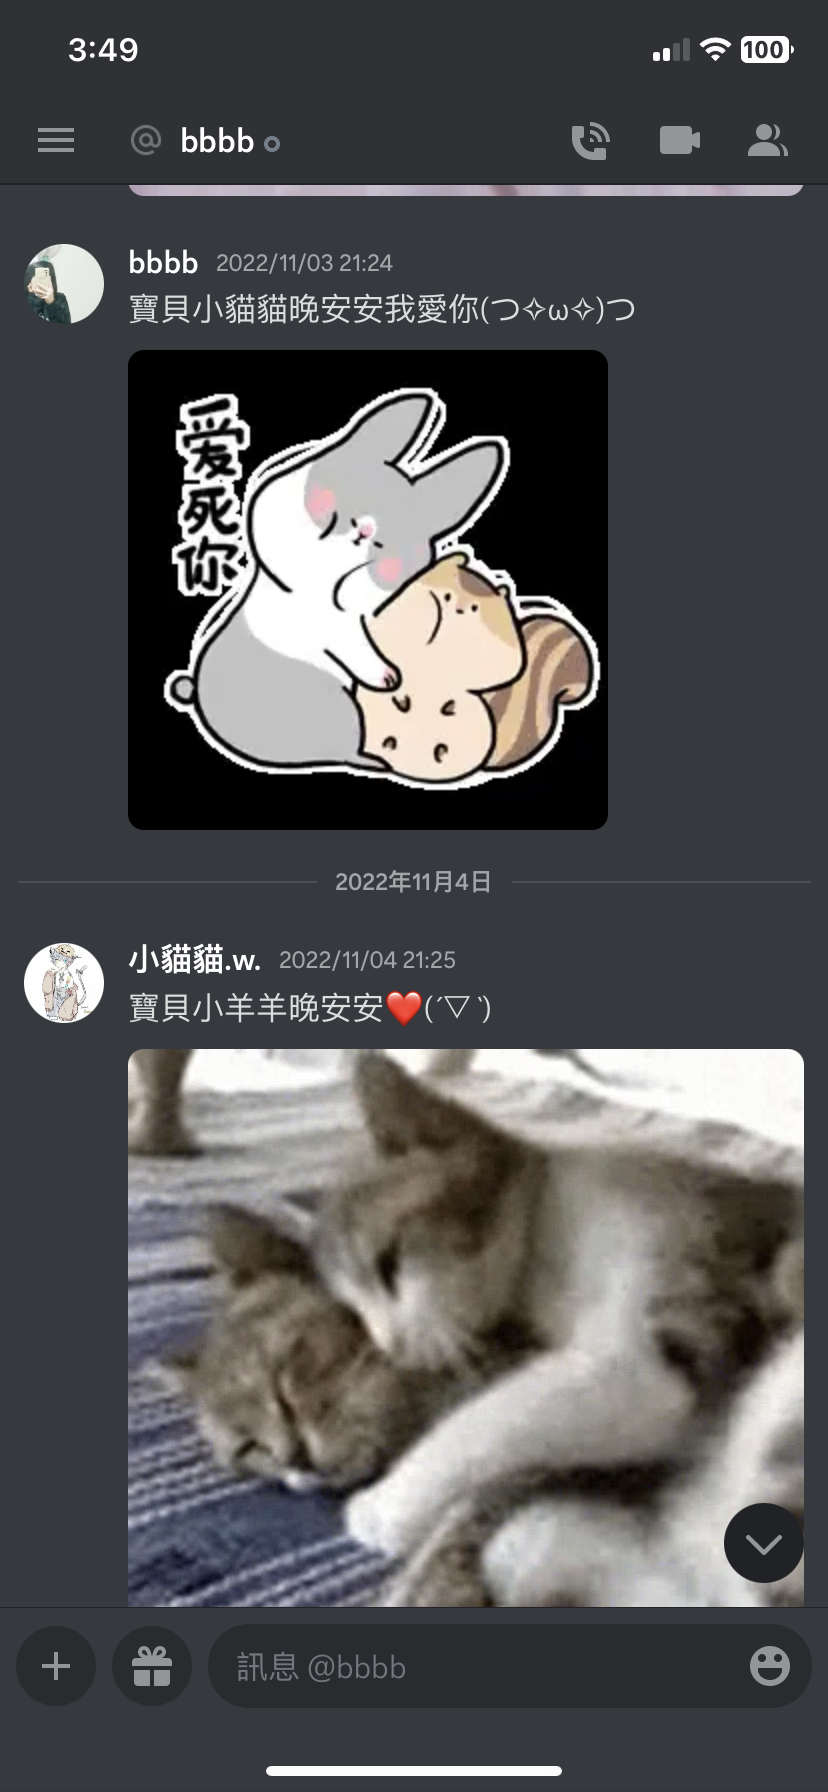 3:49
100
@ bbbb
bbbb 2022/11/03 21:24
寶貝小貓貓晚安安我愛你(つ✧ω✧)つ
爱死你
2022年11月4日
小貓貓.w. 2022/11/04 21:25
寶貝小羊羊晚安安❤️(´▽`)
訊息 @bbbb